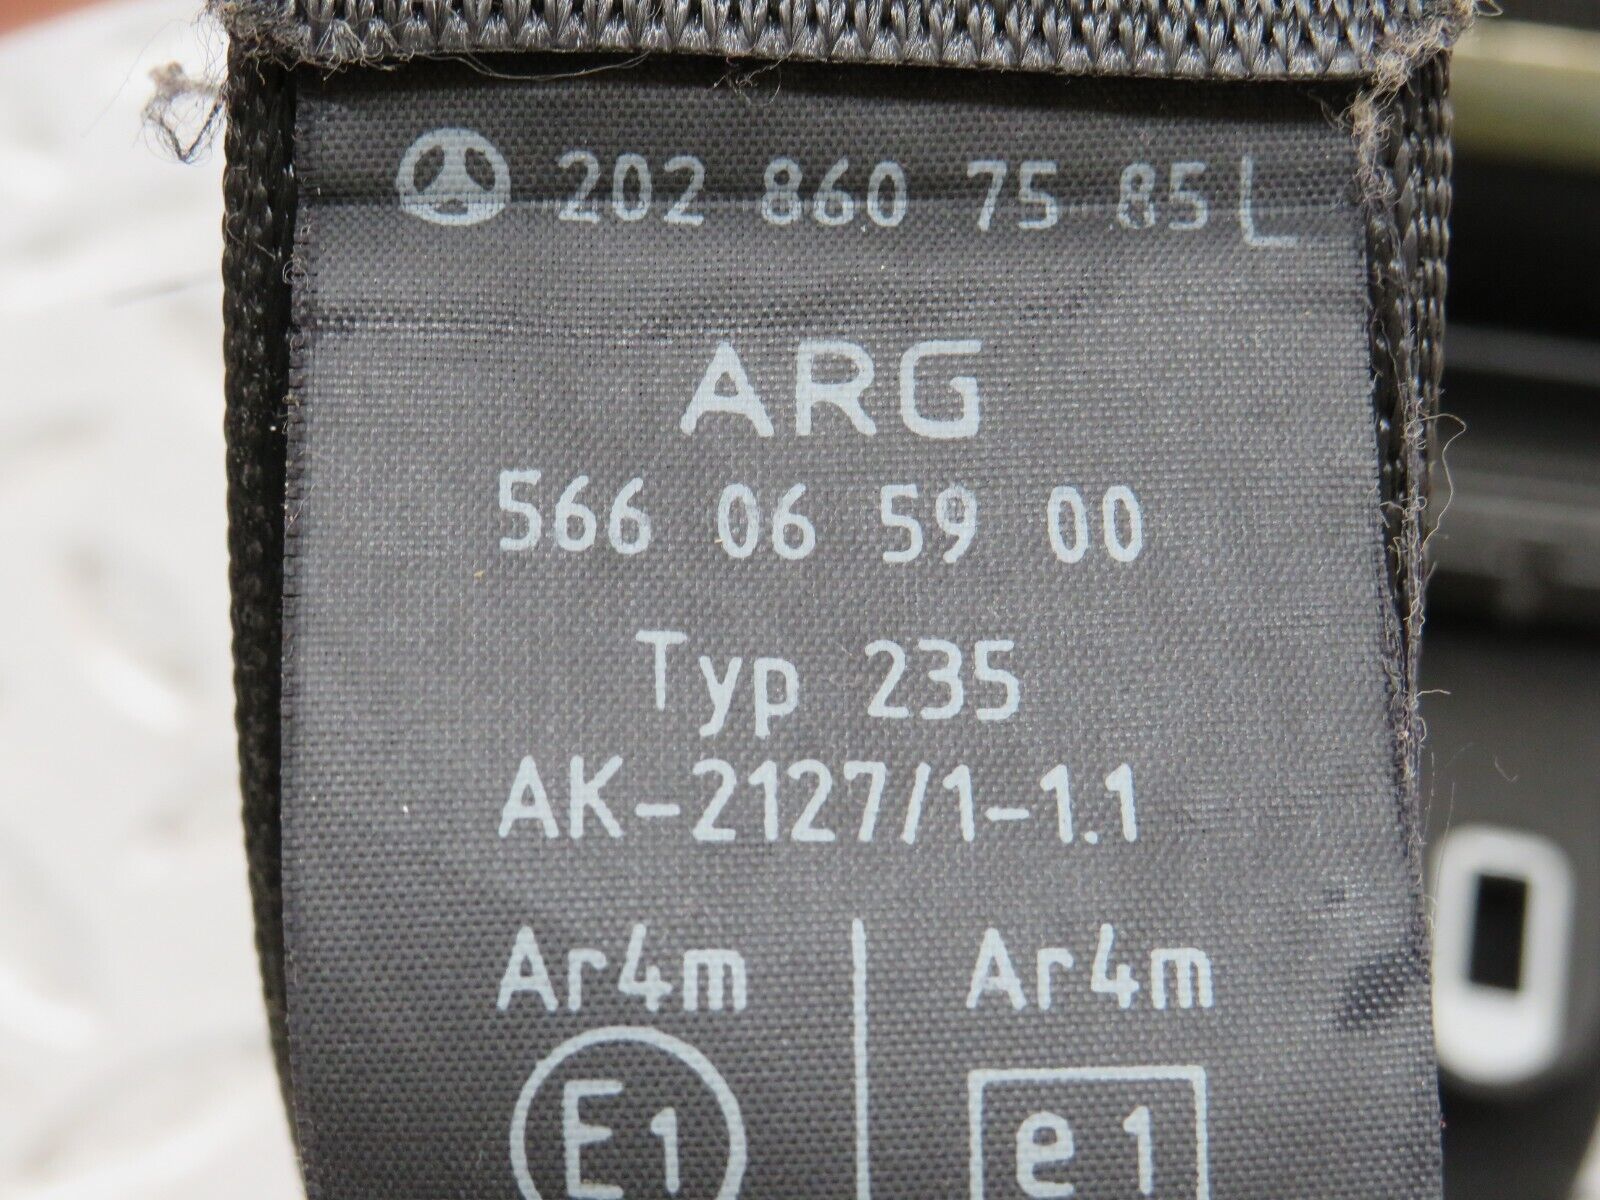 202 860 75 85 L
ARG
566 06 59 00
Typ 235
AK-2127/1-1.1
Ar4m Ar4m
E1 e1